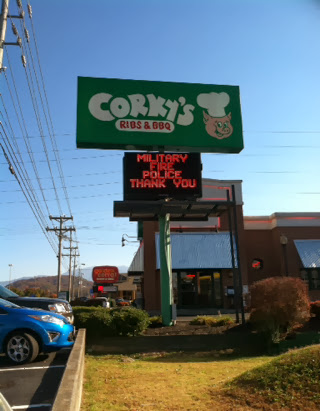 CORKY'S
RIBS & BBQ
MILITARY
FIRE
POLICE
THANK YOU